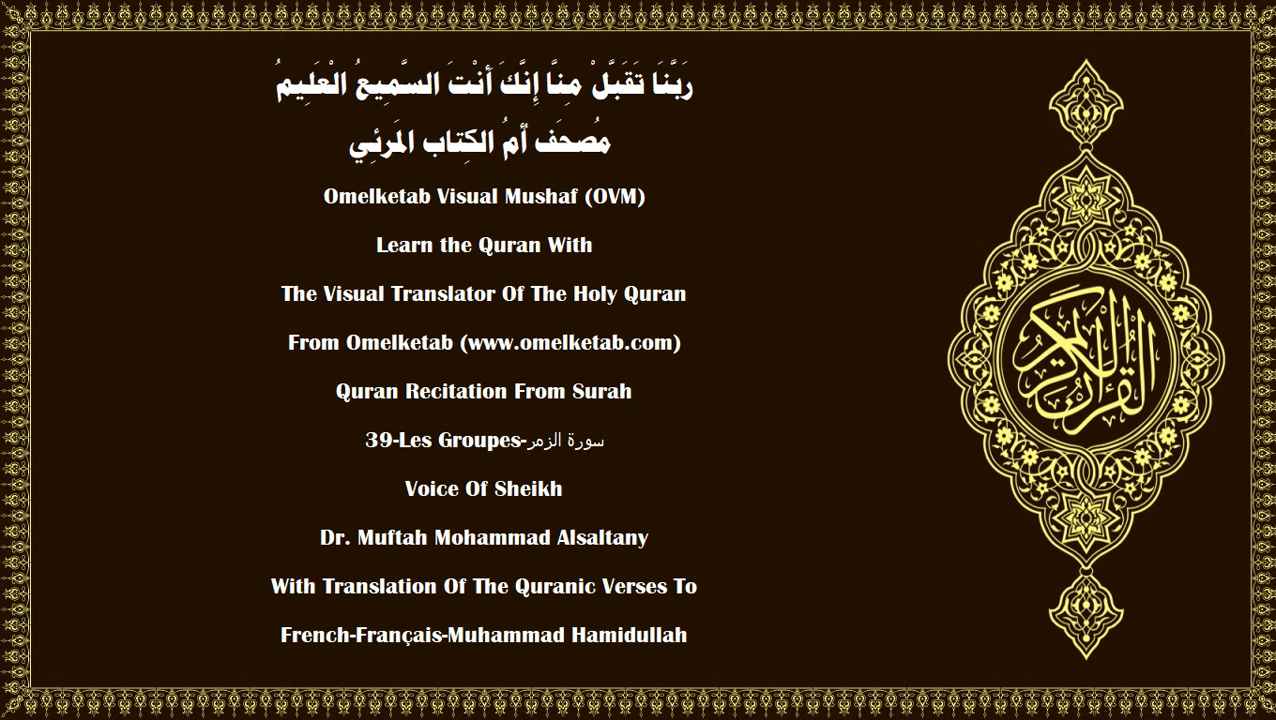 رَبَّنَا تَقَبَّلْ مِنَّا إِنَّكَ أَنْتَ السَّمِيعُ الْعَلِيمُ
مُصحَف أمُ الكِتاب المَرئِي
Omelketab Visual Mushaf (OVM)
Learn the Quran With
The Visual Translator Of The Holy Quran
From Omelketab (www.omelketab.com)
Quran Recitation From Surah
39-Les Groupes-سورة الزمر
Voice Of Sheikh
Dr. Muftah Mohammad Alsaltany
With Translation Of The Quranic Verses To
French-Français-Muhammad Hamidullah
القرآن الكريم